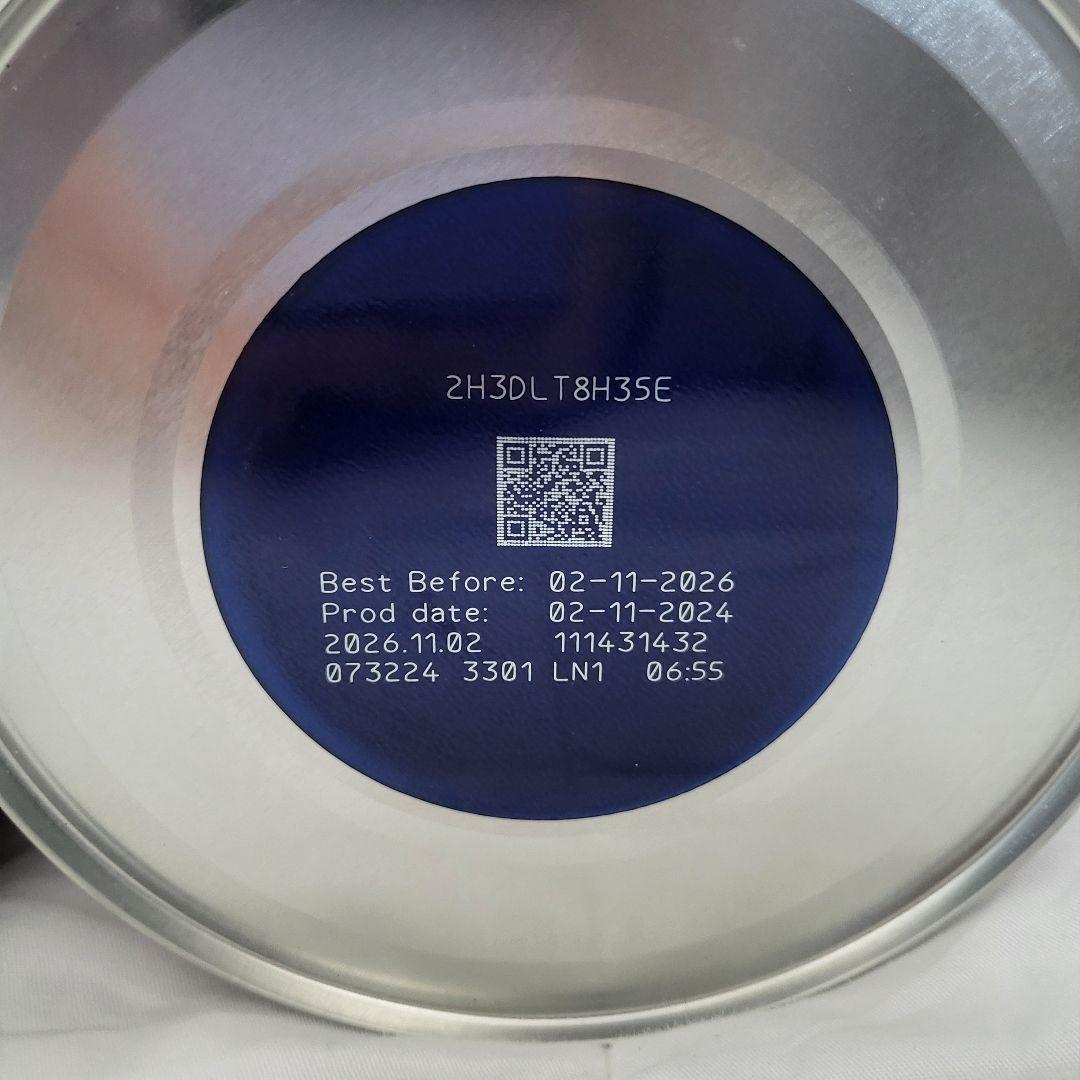 2H3DLT8H35E
Best Before: 02-11-2026
Prod date: 02-11-2024
2026.11.02 111431432
073224 3301 LN1 06:55